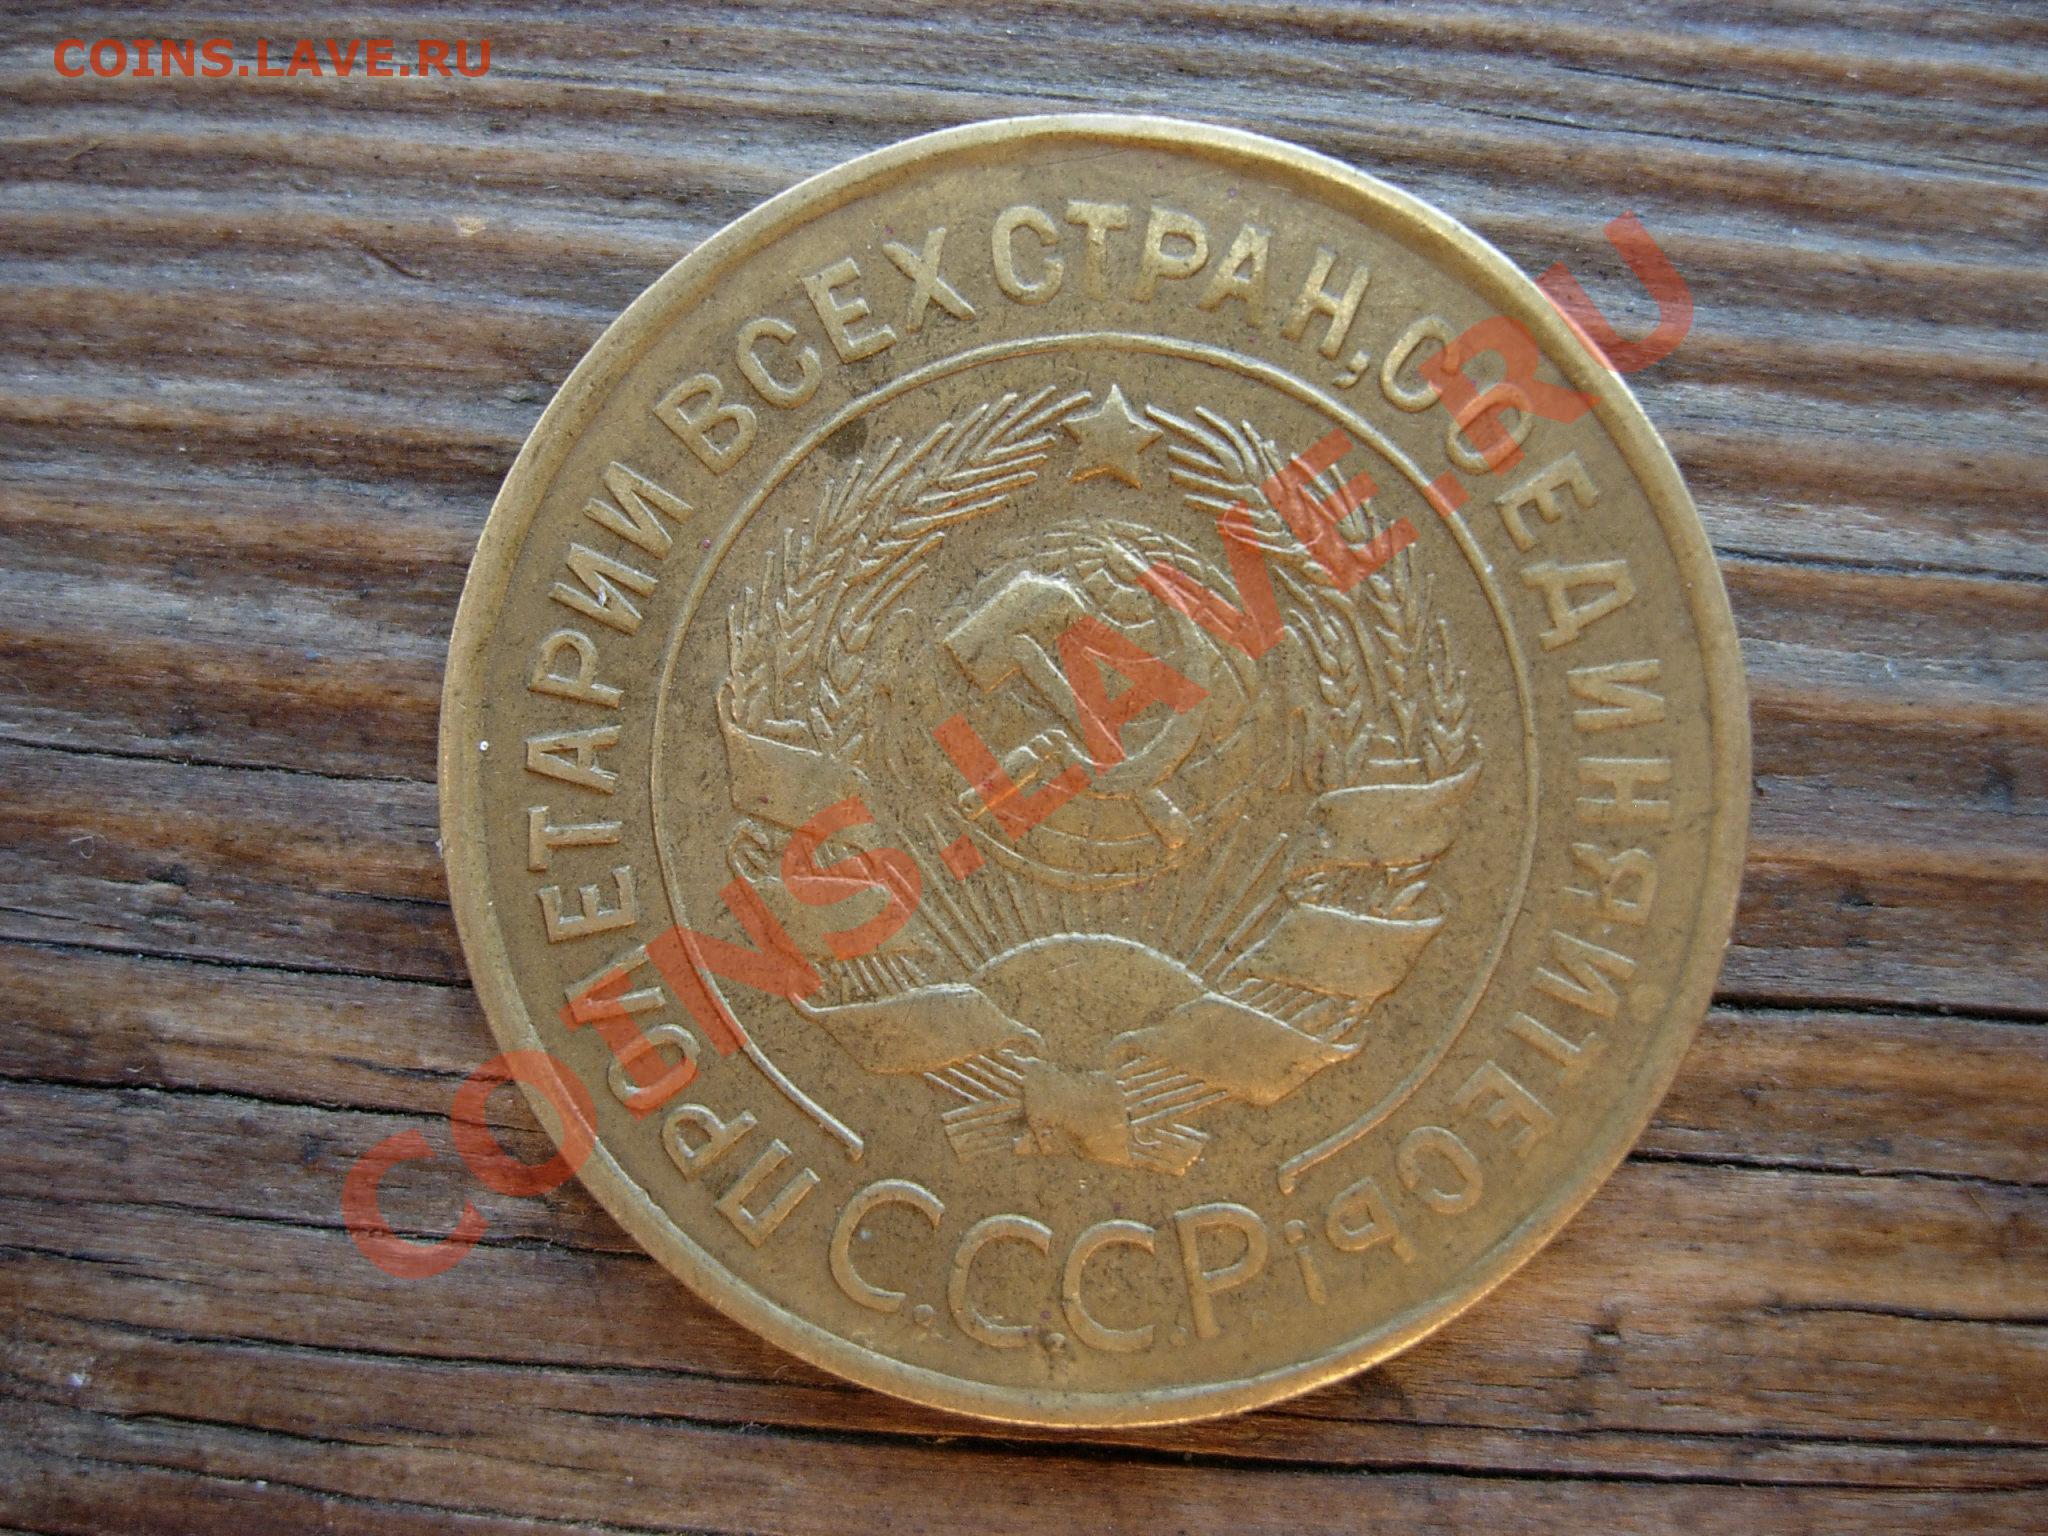 COINS.LAVE.RU
ПРОЛЕТАРИИ ВСЕХ СТРАН, СОЕДИНЯЙТЕСЬ!
С.С.С.Р.
COINS.LAVE.RU